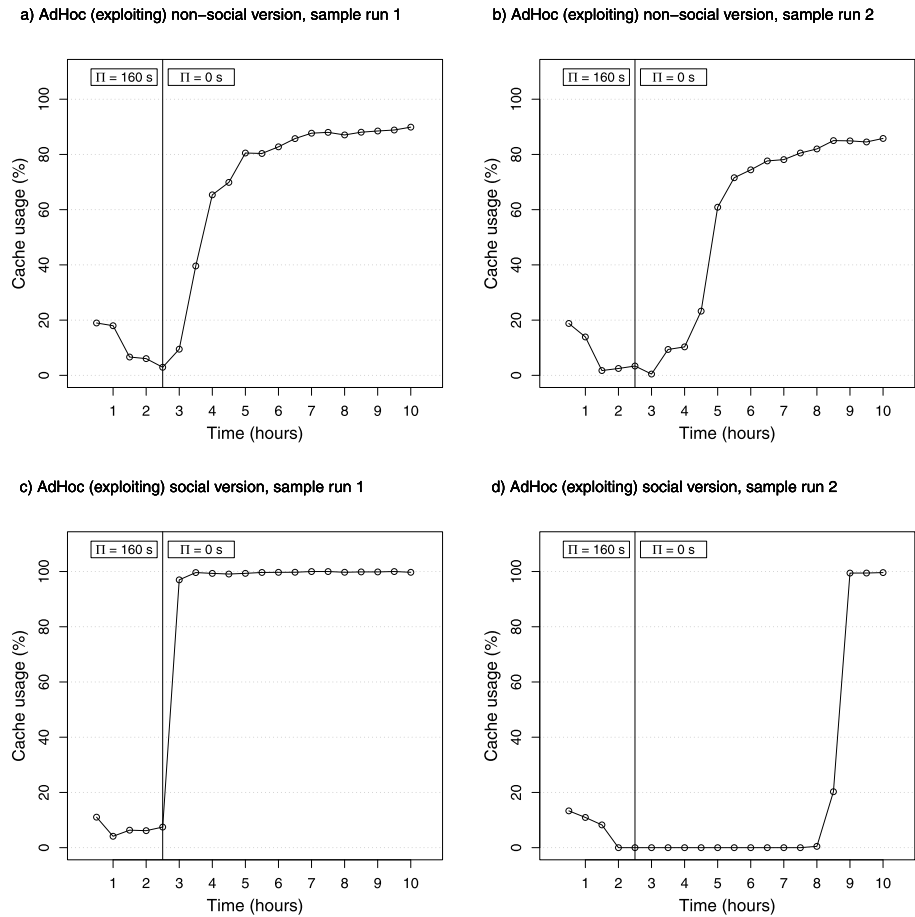 a) AdHoc (exploiting) non−social version, sample run 1
Π = 160 s
Π = 0 s
100
80
60
40
20
0
Cache usage (%)
1 2 3 4 5 6 7 8 9 10
Time (hours)
b) AdHoc (exploiting) non−social version, sample run 2
Π = 160 s
Π = 0 s
100
80
60
40
20
0
Cache usage (%)
1 2 3 4 5 6 7 8 9 10
Time (hours)
c) AdHoc (exploiting) social version, sample run 1
Π = 160 s
Π = 0 s
100
80
60
40
20
0
Cache usage (%)
1 2 3 4 5 6 7 8 9 10
Time (hours)
d) AdHoc (exploiting) social version, sample run 2
Π = 160 s
Π = 0 s
100
80
60
40
20
0
Cache usage (%)
1 2 3 4 5 6 7 8 9 10
Time (hours)